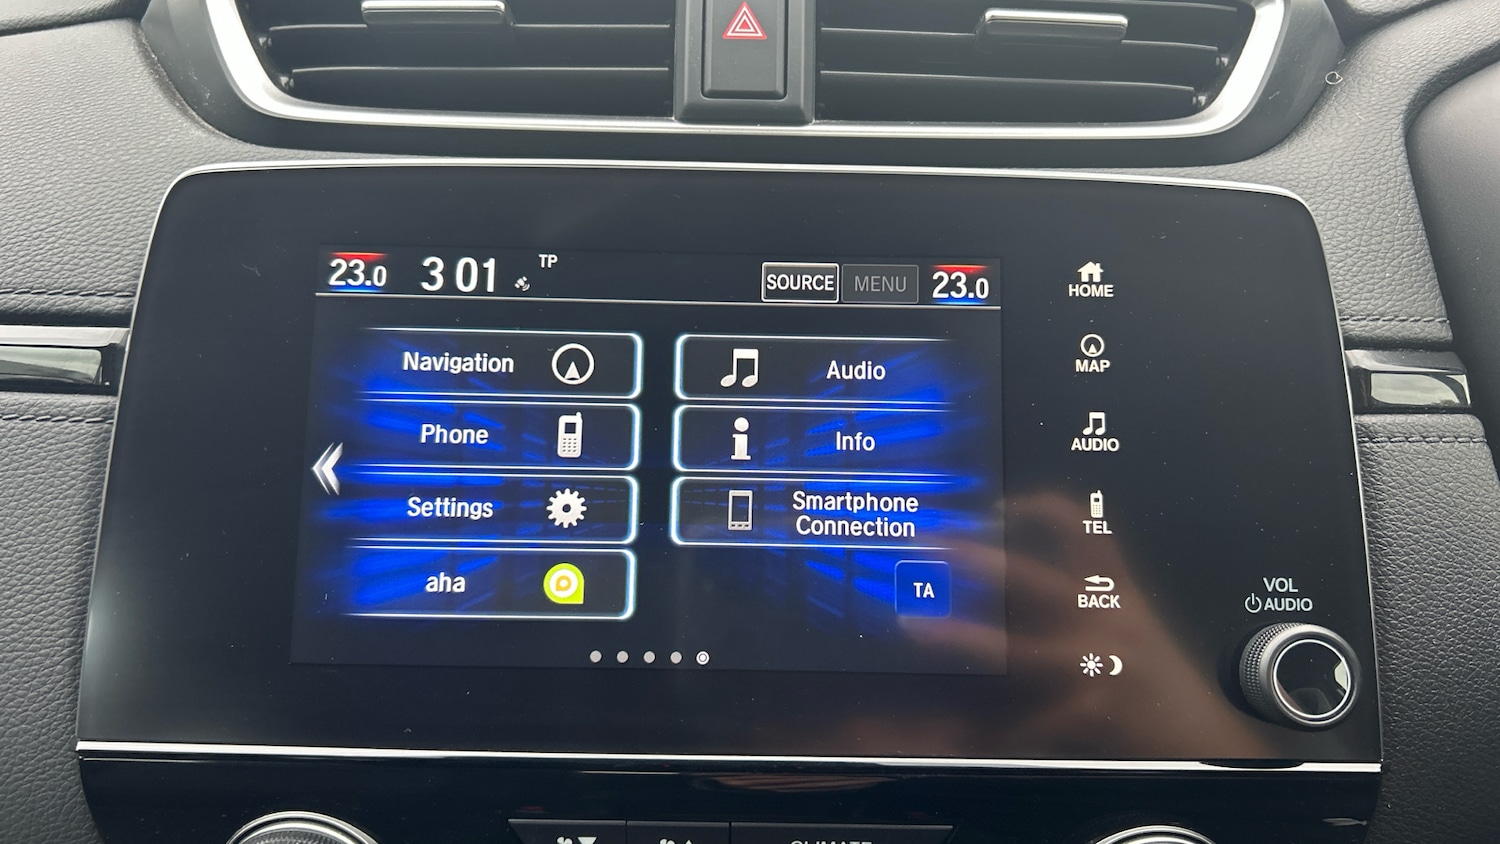 23.0 3 01 TP SOURCE MENU 23.0
HOME
Navigation Audio
MAP
Phone Info
AUDIO
Settings Smartphone
Connection
TEL
aha TA
BACK
VOL
AUDIO
CLIMATE